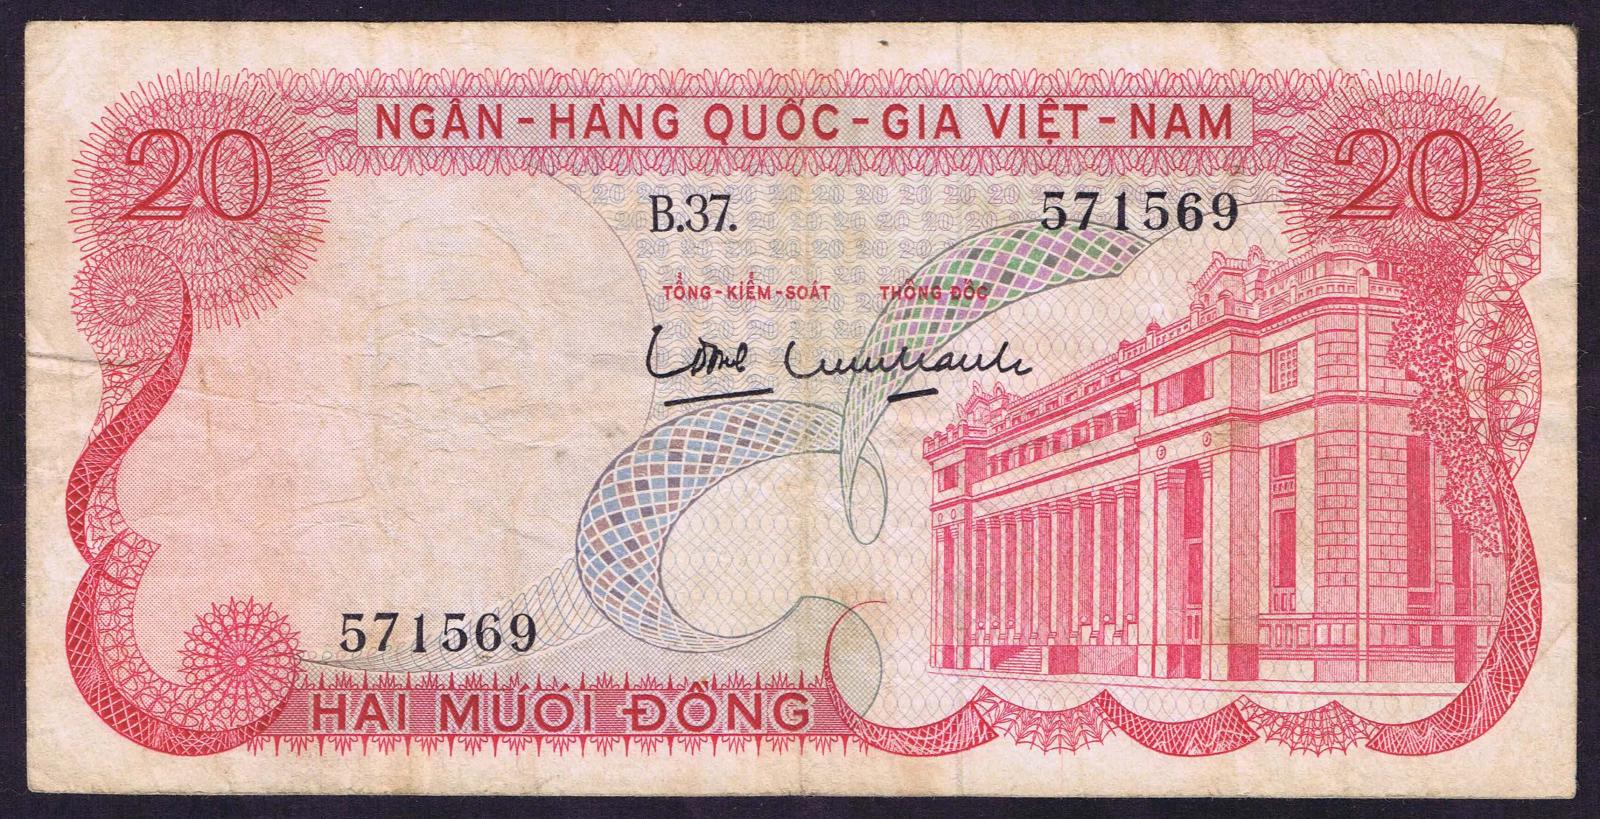 NGÂN-HÀNG QUỐC-GIA VIỆT-NAM
20
20
B.37.
571569
TỔNG-KIỂM-SOÁT
THỐNG ĐỐC
571569
HAI MƯƠI ĐỒNG